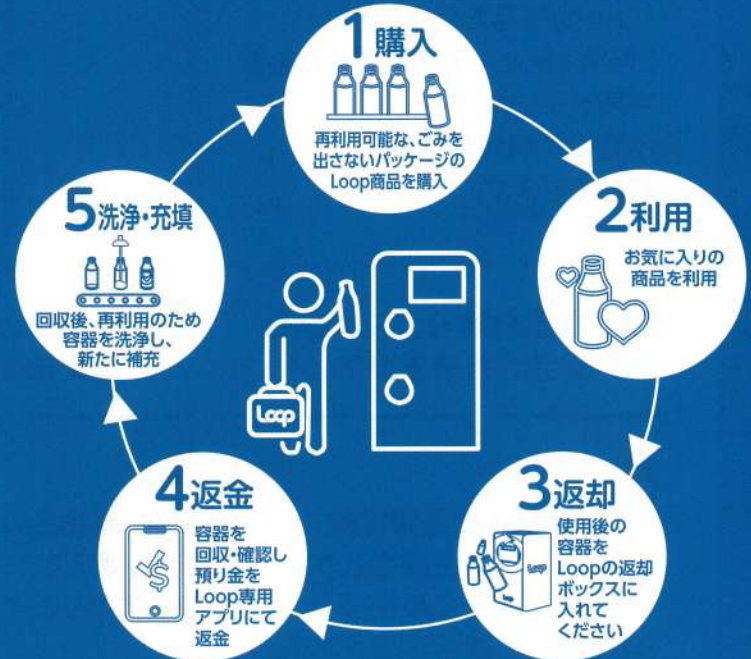 1 購入
再利用可能な、ごみを
出さないパッケージの
Loop商品を購入
2 利用
お気に入りの
商品を利用
3 返却
使用後の
容器を
Loopの返却
ボックスに
入れて
ください
Loop
4 返金
容器を
回収・確認し
預り金を
Loop専用
アプリにて
返金
5 洗浄・充填
回収後、再利用のため
容器を洗浄し、
新たに補充
Loop